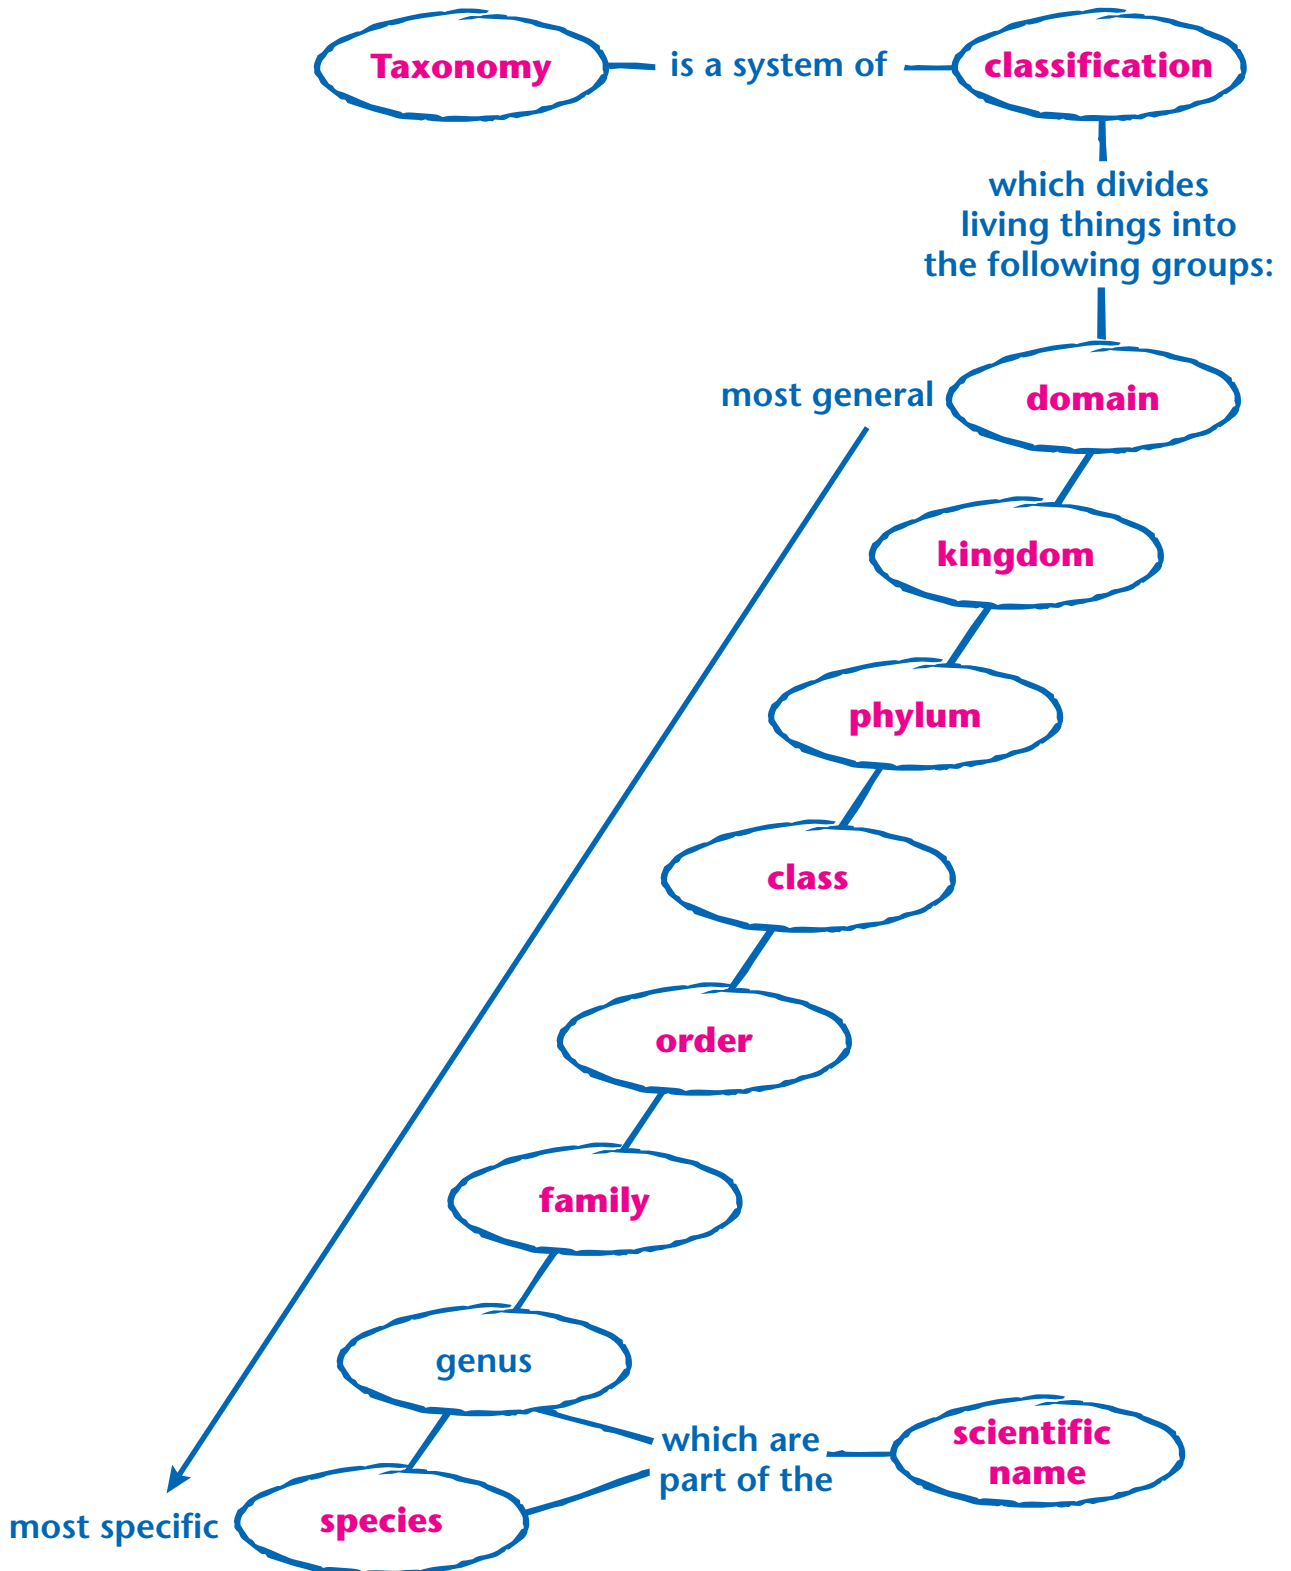 Taxonomy is a system of classification
which divides
living things into
the following groups:
most general domain
kingdom
phylum
class
order
family
genus
which are
part of the
scientific
name
most specific species